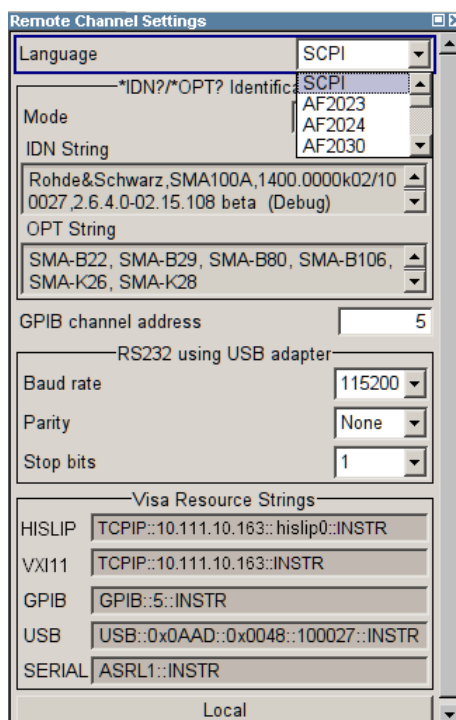 Remote Channel Settings
Language SCPI
SCPI
AF2023
AF2024
AF2030
*IDN?/*OPT?
Mode
IDN String
Rohde&Schwarz,SMA100A,1400.0000k02/10
0027,2.6.4.0-02.15.108 beta (Debug)
OPT String
SMA-B22, SMA-B29, SMA-B80, SMA-B106,
SMA-K26, SMA-K28
GPIB channel address 5
RS232 using USB adapter
Baud rate 115200
Parity None
Stop bits 1
Visa Resource Strings
HISLIP TCPIP::10.111.10.163::hislip0::INSTR
VXI11 TCPIP::10.111.10.163::INSTR
GPIB GPIB::5::INSTR
USB USB::0x0AAD::0x0048::100027::INSTR
SERIAL ASRL1::INSTR
Local